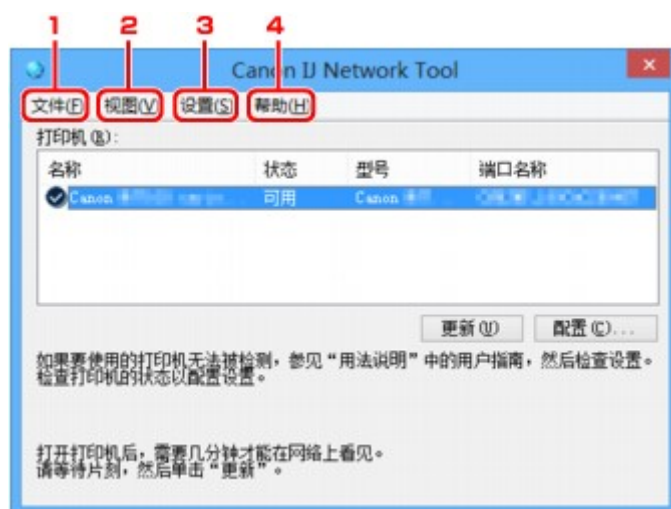 1 2 3 4
Canon IJ Network Tool
文件(F) 视图(V) 设置(S) 帮助(H)
打印机(R):
名称 状态 型号 端口名称
Canon 可用 Canon
更新(U) 配置(C)...
如果要使用的打印机无法被检测，参见“用法说明”中的用户指南，然后检查设置。
检查打印机的状态以配置设置。
打开打印机后，需要几分钟才能在网络上看见。
请等待片刻，然后单击“更新”。